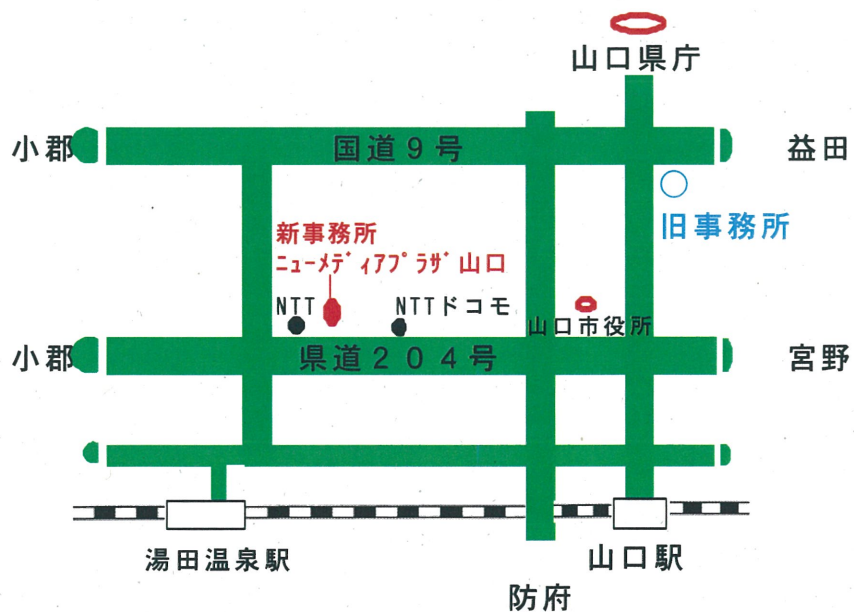 山口県庁
小郡
国道９号
益田
旧事務所
新事務所
ニューメディアプラザ山口
NTT
NTTドコモ
山口市役所
小郡
県道２０４号
宮野
湯田温泉駅
山口駅
防府